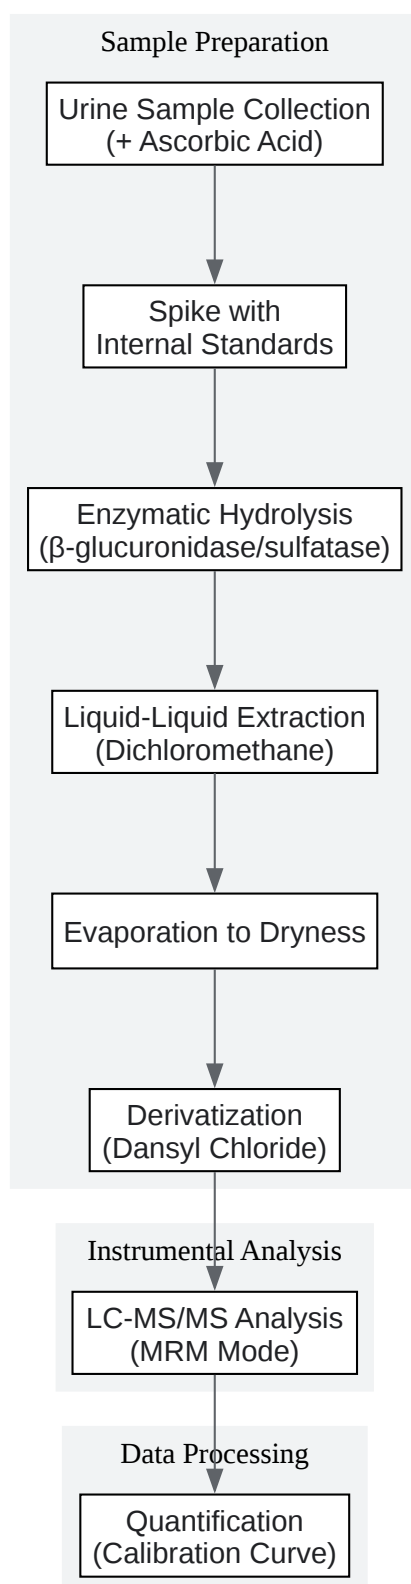 Sample Preparation
Urine Sample Collection
(+ Ascorbic Acid)
Spike with
Internal Standards
Enzymatic Hydrolysis
(β-glucuronidase/sulfatase)
Liquid-Liquid Extraction
(Dichloromethane)
Evaporation to Dryness
Derivatization
(Dansyl Chloride)
Instrumental Analysis
LC-MS/MS Analysis
(MRM Mode)
Data Processing
Quantification
(Calibration Curve)